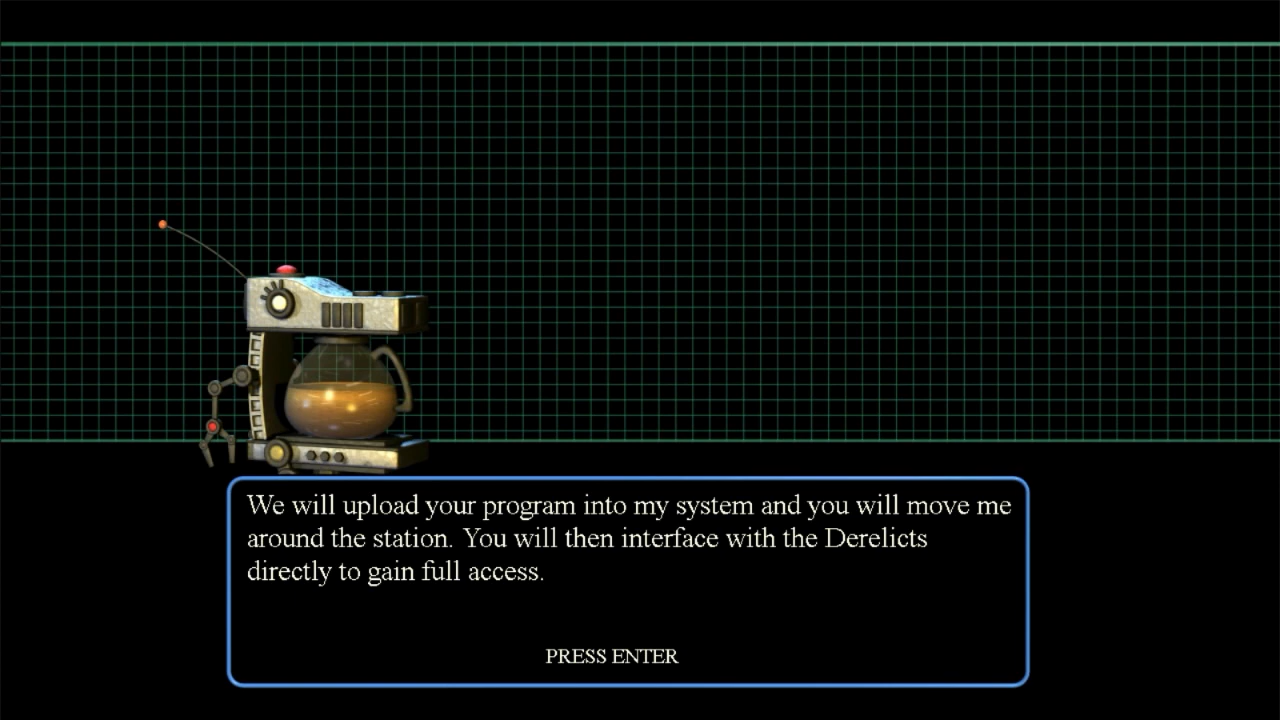 We will upload your program into my system and you will move me
around the station. You will then interface with the Derelicts
directly to gain full access.
PRESS ENTER